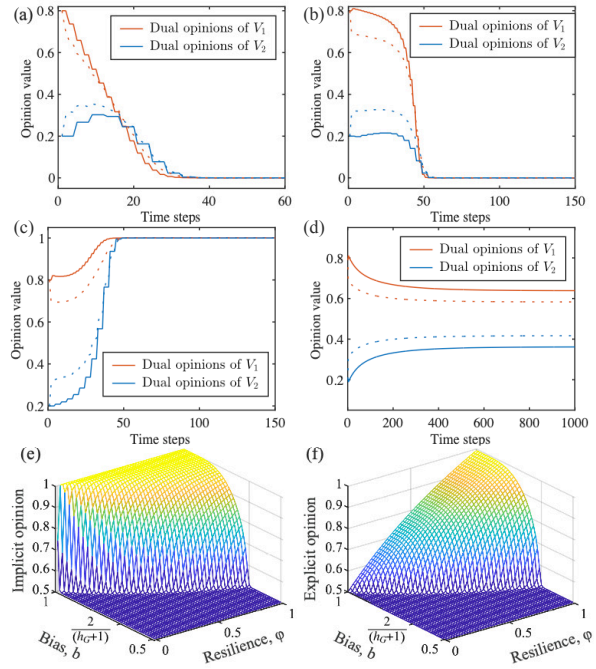 (a)
0.8
0.6
0.4
0.2
0
Opinion value
Dual opinions of V1
Dual opinions of V2
0
20
40
60
Time steps
(b)
0.8
0.6
0.4
0.2
0
Opinion value
Dual opinions of V1
Dual opinions of V2
0
50
100
150
Time steps
(c)
1
0.8
0.6
0.4
0.2
Opinion value
Dual opinions of V1
Dual opinions of V2
0
50
100
150
Time steps
(d)
0.8
0.6
0.4
0.2
Opinion value
Dual opinions of V1
Dual opinions of V2
0
200
400
600
800
1000
Time steps
(e)
1
0.9
0.8
0.7
0.6
0.5
Implicit opinion
1
2
(hG+1)
0.5
Bias, b
0
0.5
1
Resilience, φ
(f)
1
0.9
0.8
0.7
0.6
0.5
Explicit opinion
1
2
(hG+1)
0.5
Bias, b
0
0.5
1
Resilience, φ